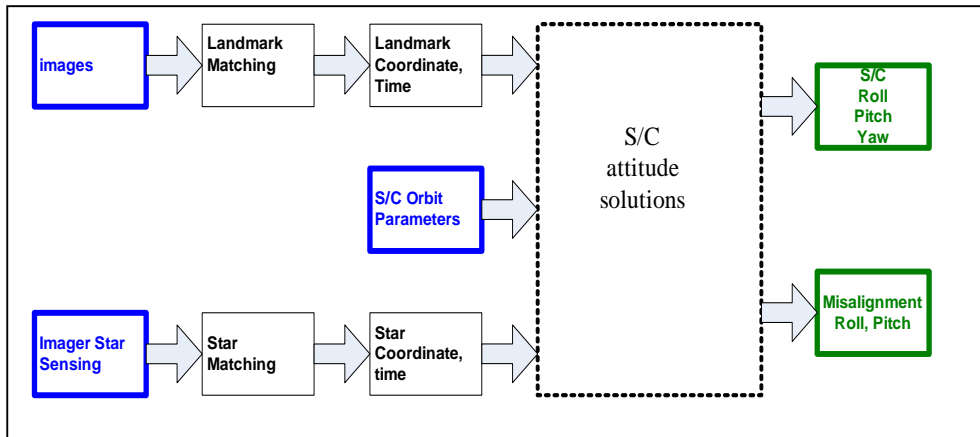 images
Landmark
Matching
Landmark
Coordinate,
Time
S/C Orbit
Parameters
Imager Star
Sensing
Star
Matching
Star
Coordinate,
time
S/C
attitude
solutions
S/C
Roll
Pitch
Yaw
Misalignment
Roll, Pitch